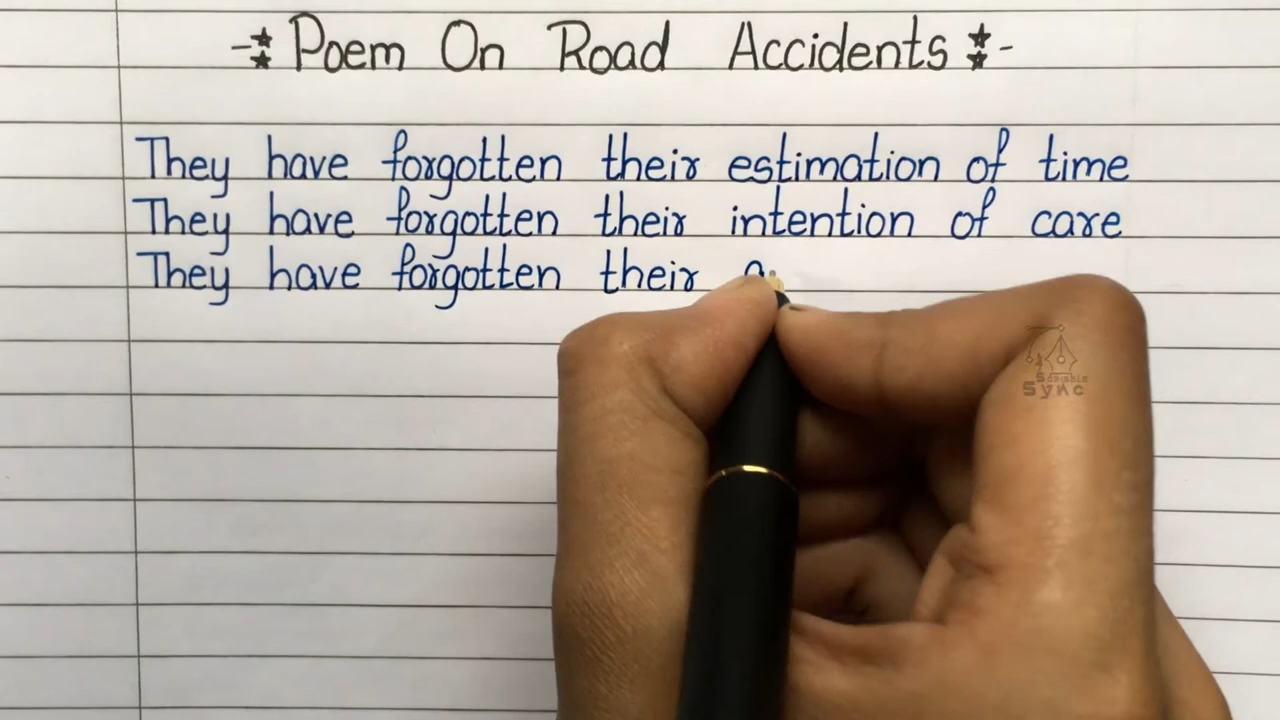 -:Poem On Road Accidents:-
They have forgotten their estimation of time
They have forgotten their intention of care
They have forgotten their
Scribble
Sync